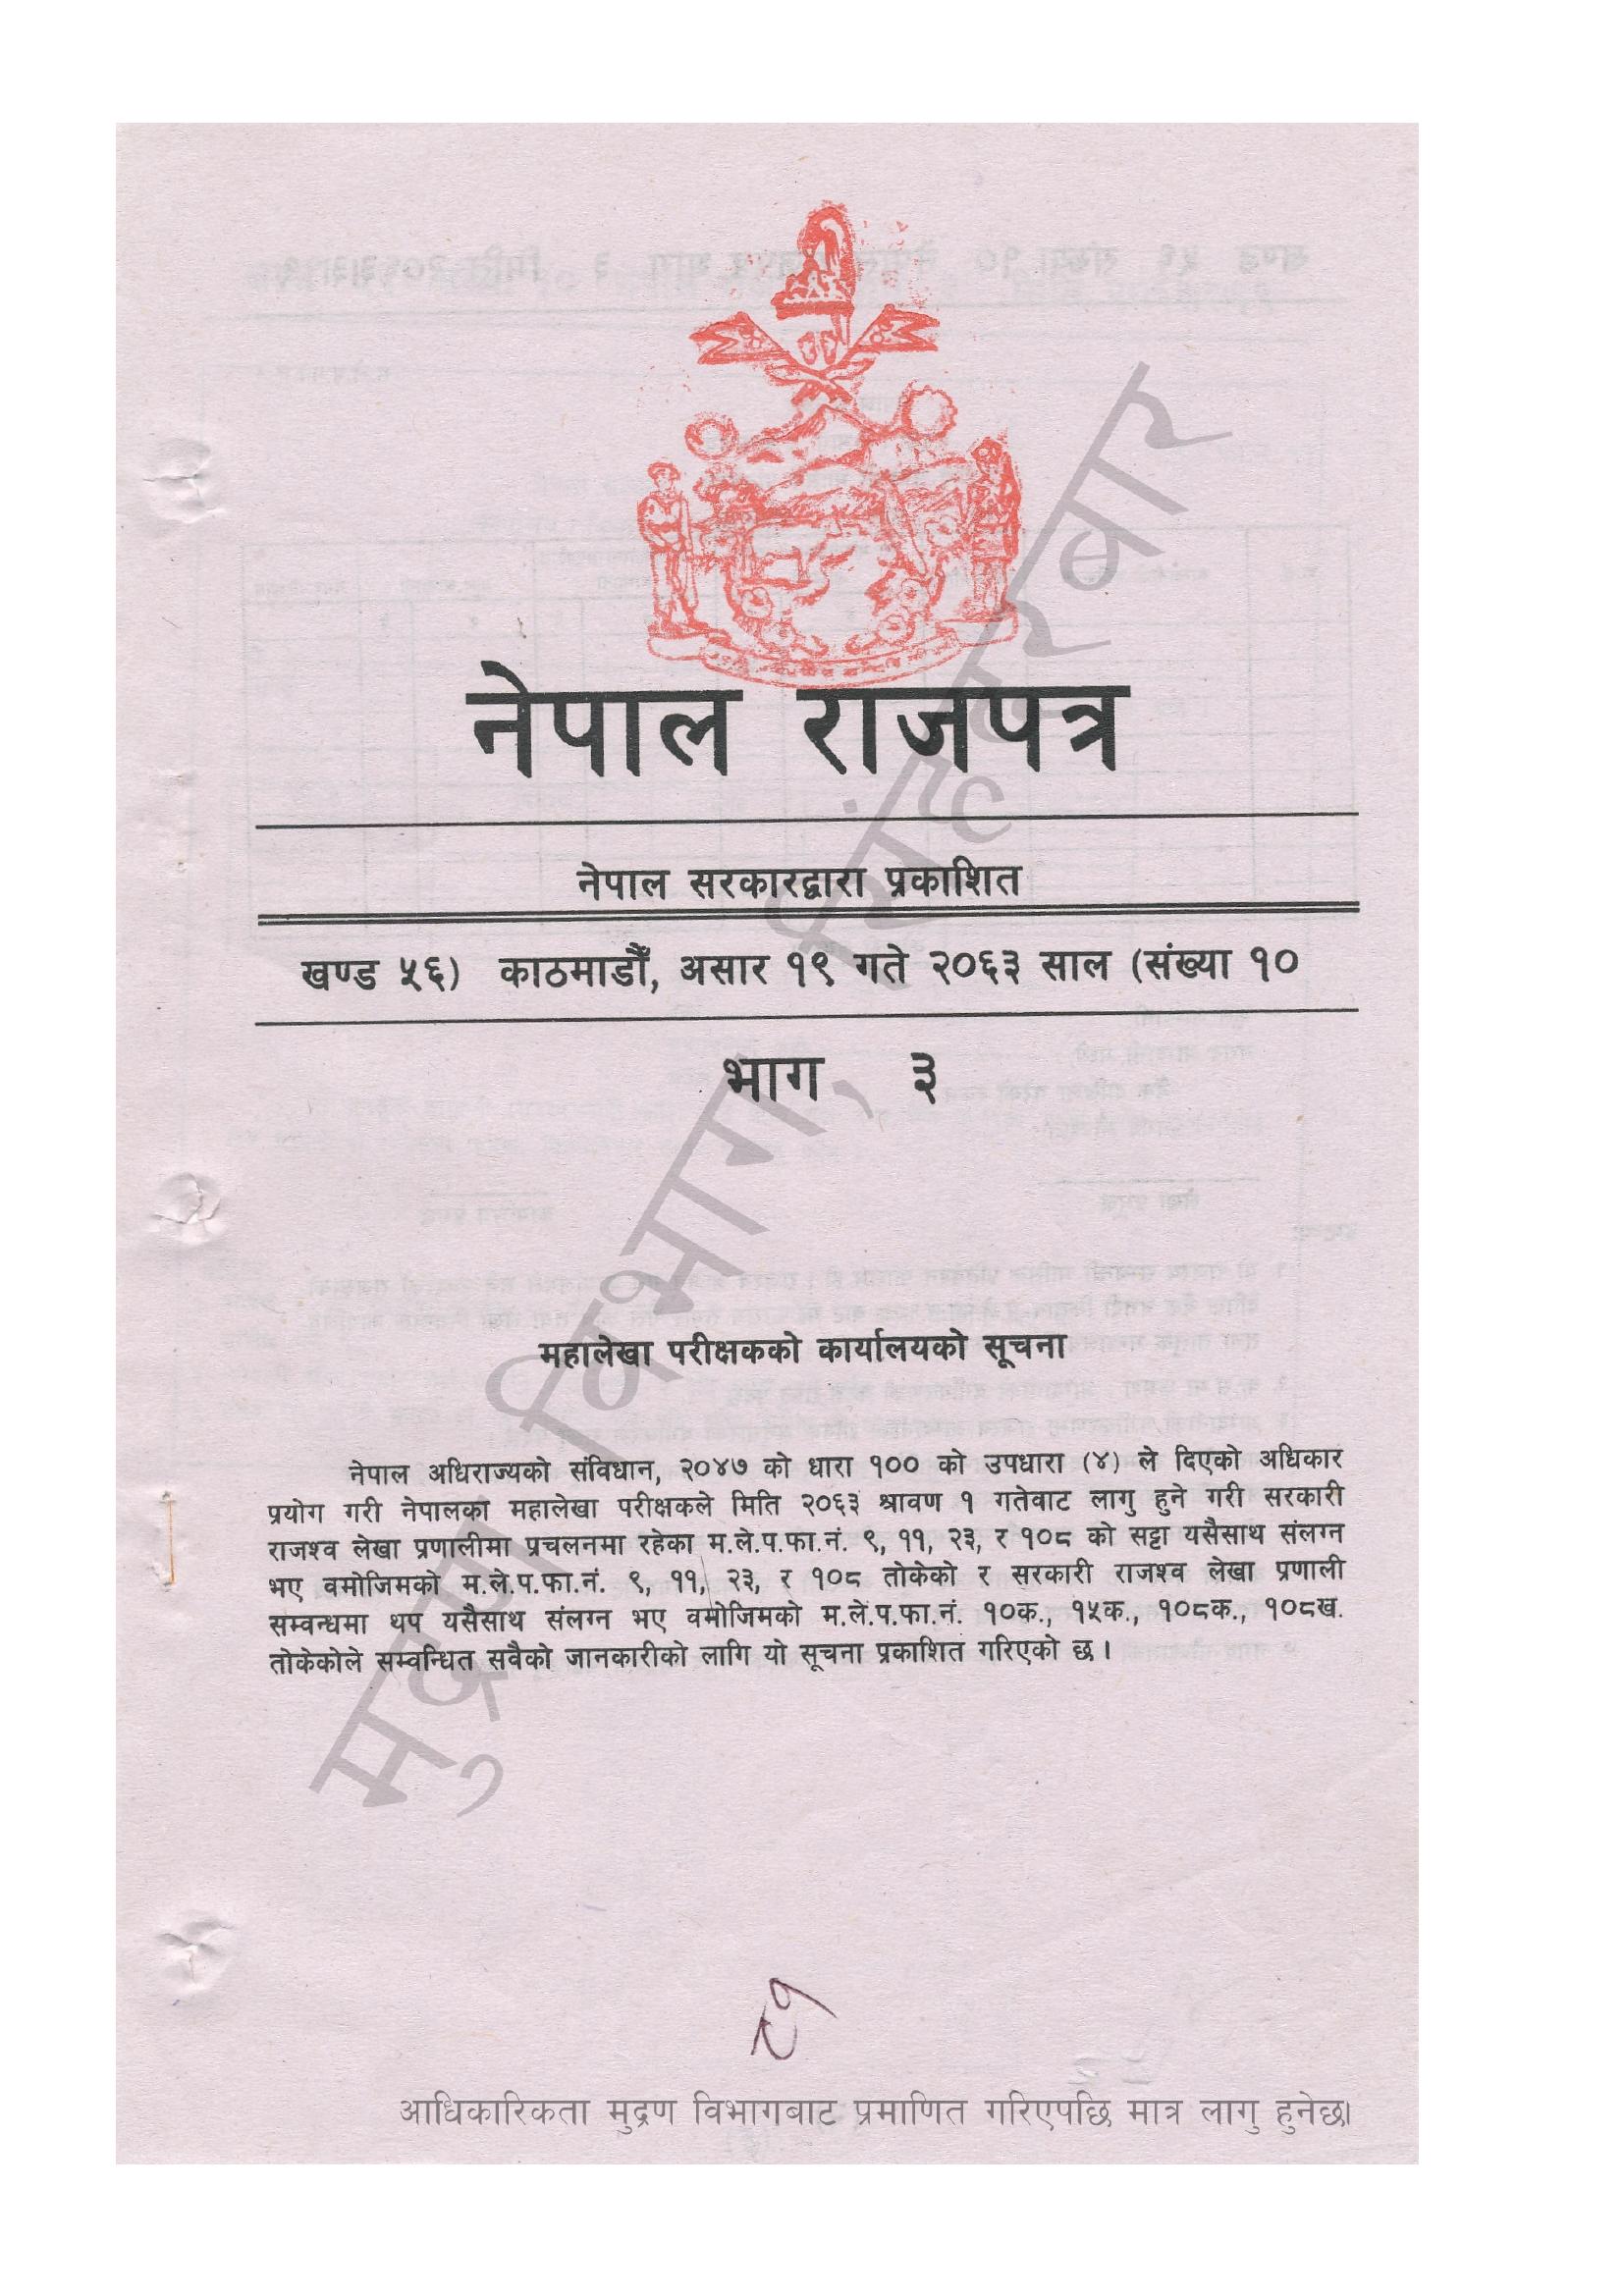 नेपाल राजपत्र
नेपाल सरकारद्वारा प्रकाशित
खण्ड ५६) काठमाडौँ, असार १९ गते २०६३ साल (संख्या १०
भाग ३
महालेखा परीक्षकको कार्यालयको सूचना
नेपाल अधिराज्यको संविधान, २०४७ को धारा १०० को उपधारा (४) ले दिएको अधिकार
प्रयोग गरी नेपालका महालेखा परीक्षकले मिति २०६३ श्रावण १ गतेवाट लागु हुने गरी सरकारी
राजश्व लेखा प्रणालीमा प्रचलनमा रहेका म.ले.प.फा.नं. ९, ११, २३, र १०८ को सट्टा यसैसाथ संलग्न
भए वमोजिमको म.ले.प.फा.नं. ९, ११, २३, र १०८ तोकेको र सरकारी राजश्व लेखा प्रणाली
सम्वन्धमा थप यसैसाथ संलग्न भए वमोजिमको म.ले.प.फा.नं. १०क., १५क., १०८क., १०८ख.
तोकेकोले सम्वन्धित सवैको जानकारीको लागि यो सूचना प्रकाशित गरिएको छ ।
मुद्रण विभाग, सिंहदरबार
आधिकारिकता मुद्रण विभागबाट प्रमाणित गरिएपछि मात्र लागु हुनेछ।